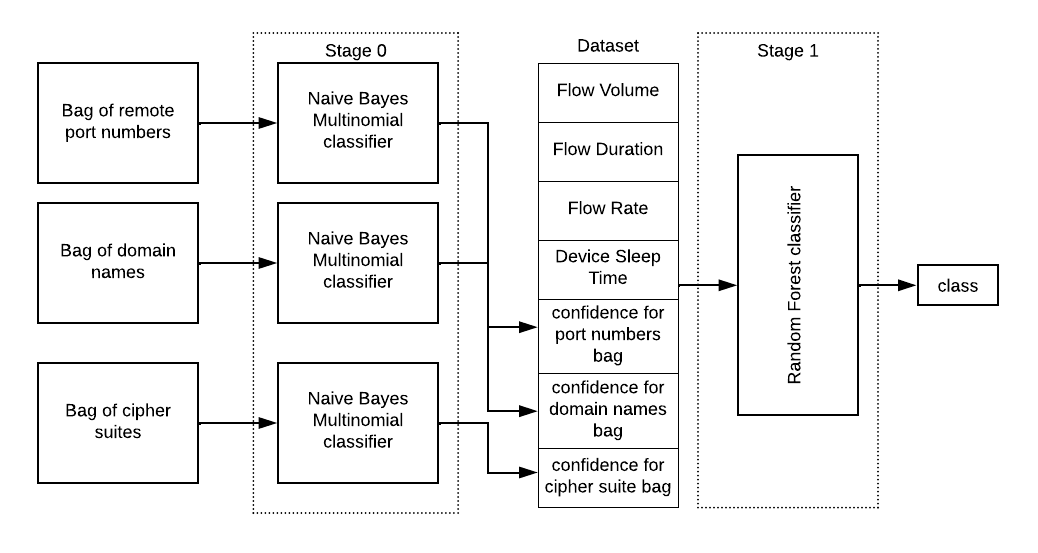 Stage 0
Bag of remote
port numbers
Naive Bayes
Multinomial
classifier
Bag of domain
names
Naive Bayes
Multinomial
classifier
Bag of cipher
suites
Naive Bayes
Multinomial
classifier
Dataset
Flow Volume
Flow Duration
Flow Rate
Device Sleep
Time
confidence for
port numbers
bag
confidence for
domain names
bag
confidence for
cipher suite bag
Stage 1
Random Forest classifier
class